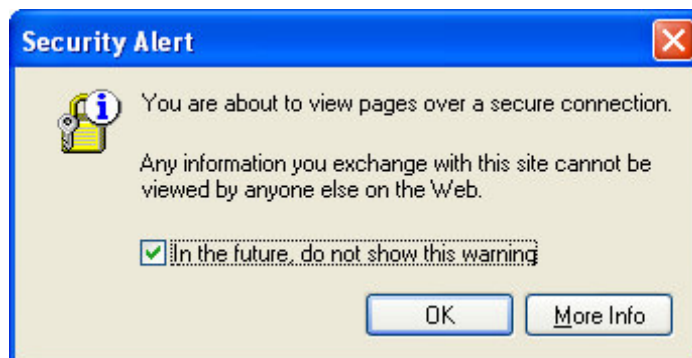 Security Alert
You are about to view pages over a secure connection.
Any information you exchange with this site cannot be
viewed by anyone else on the Web.
In the future, do not show this warning
OK
More Info